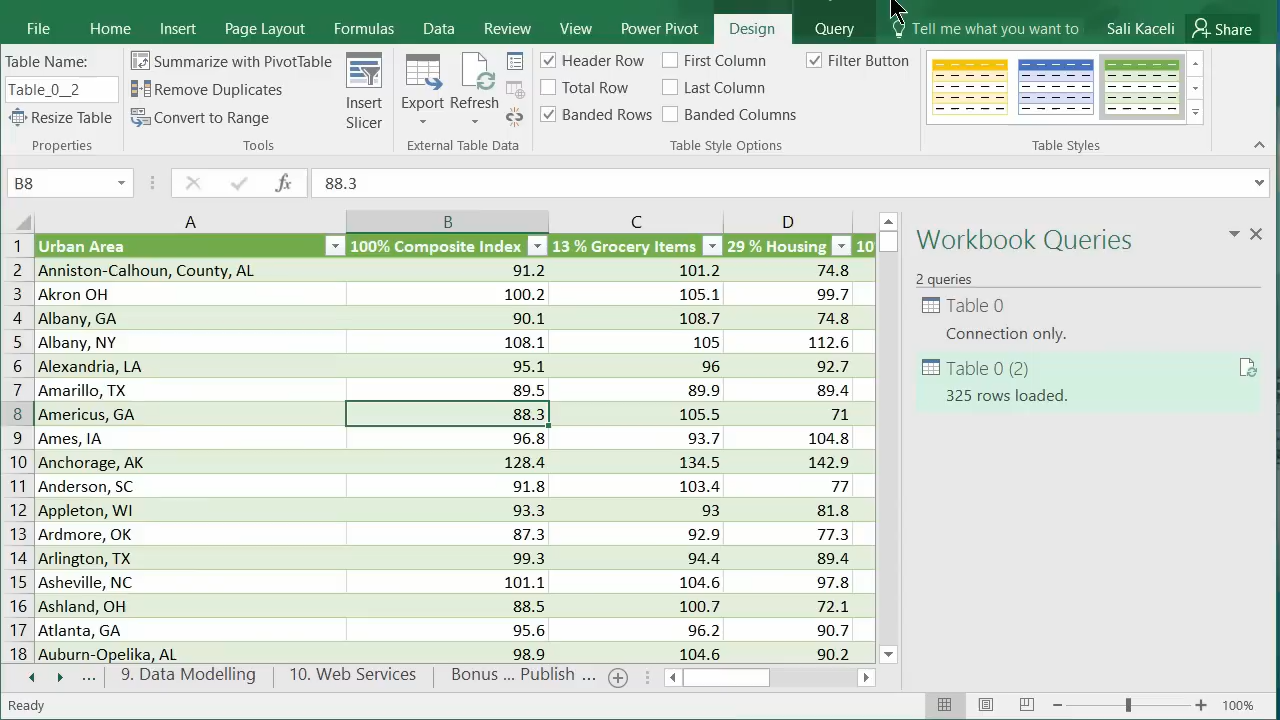 File Home Insert Page Layout Formulas Data Review View Power Pivot Design Query Tell me what you want to Sali Kaceli Share
Table Name:
Table_0__2
Resize Table
Properties
Summarize with PivotTable
Remove Duplicates
Convert to Range
Tools
Insert
Slicer
Export
Refresh
External Table Data
Header Row First Column Filter Button
Total Row Last Column
Banded Rows Banded Columns
Table Style Options
Table Styles
B8 fx 88.3
A B C D
1 Urban Area 100% Composite Index 13 % Grocery Items 29 % Housing 10
2 Anniston-Calhoun, County, AL 91.2 101.2 74.8
3 Akron OH 100.2 105.1 99.7
4 Albany, GA 90.1 108.7 74.8
5 Albany, NY 108.1 105 112.6
6 Alexandria, LA 95.1 96 92.7
7 Amarillo, TX 89.5 89.9 89.4
8 Americus, GA 88.3 105.5 71
9 Ames, IA 96.8 93.7 104.8
10 Anchorage, AK 128.4 134.5 142.9
11 Anderson, SC 91.8 103.4 77
12 Appleton, WI 93.3 93 81.8
13 Ardmore, OK 87.3 92.9 77.3
14 Arlington, TX 99.3 94.4 89.4
15 Asheville, NC 101.1 104.6 97.8
16 Ashland, OH 88.5 100.7 72.1
17 Atlanta, GA 95.6 96.2 90.7
18 Auburn-Opelika, AL 98.9 104.6 90.2
Workbook Queries
2 queries
Table 0
Connection only.
Table 0 (2)
325 rows loaded.
... 9. Data Modelling 10. Web Services Bonus ... Publish ...
Ready 100%